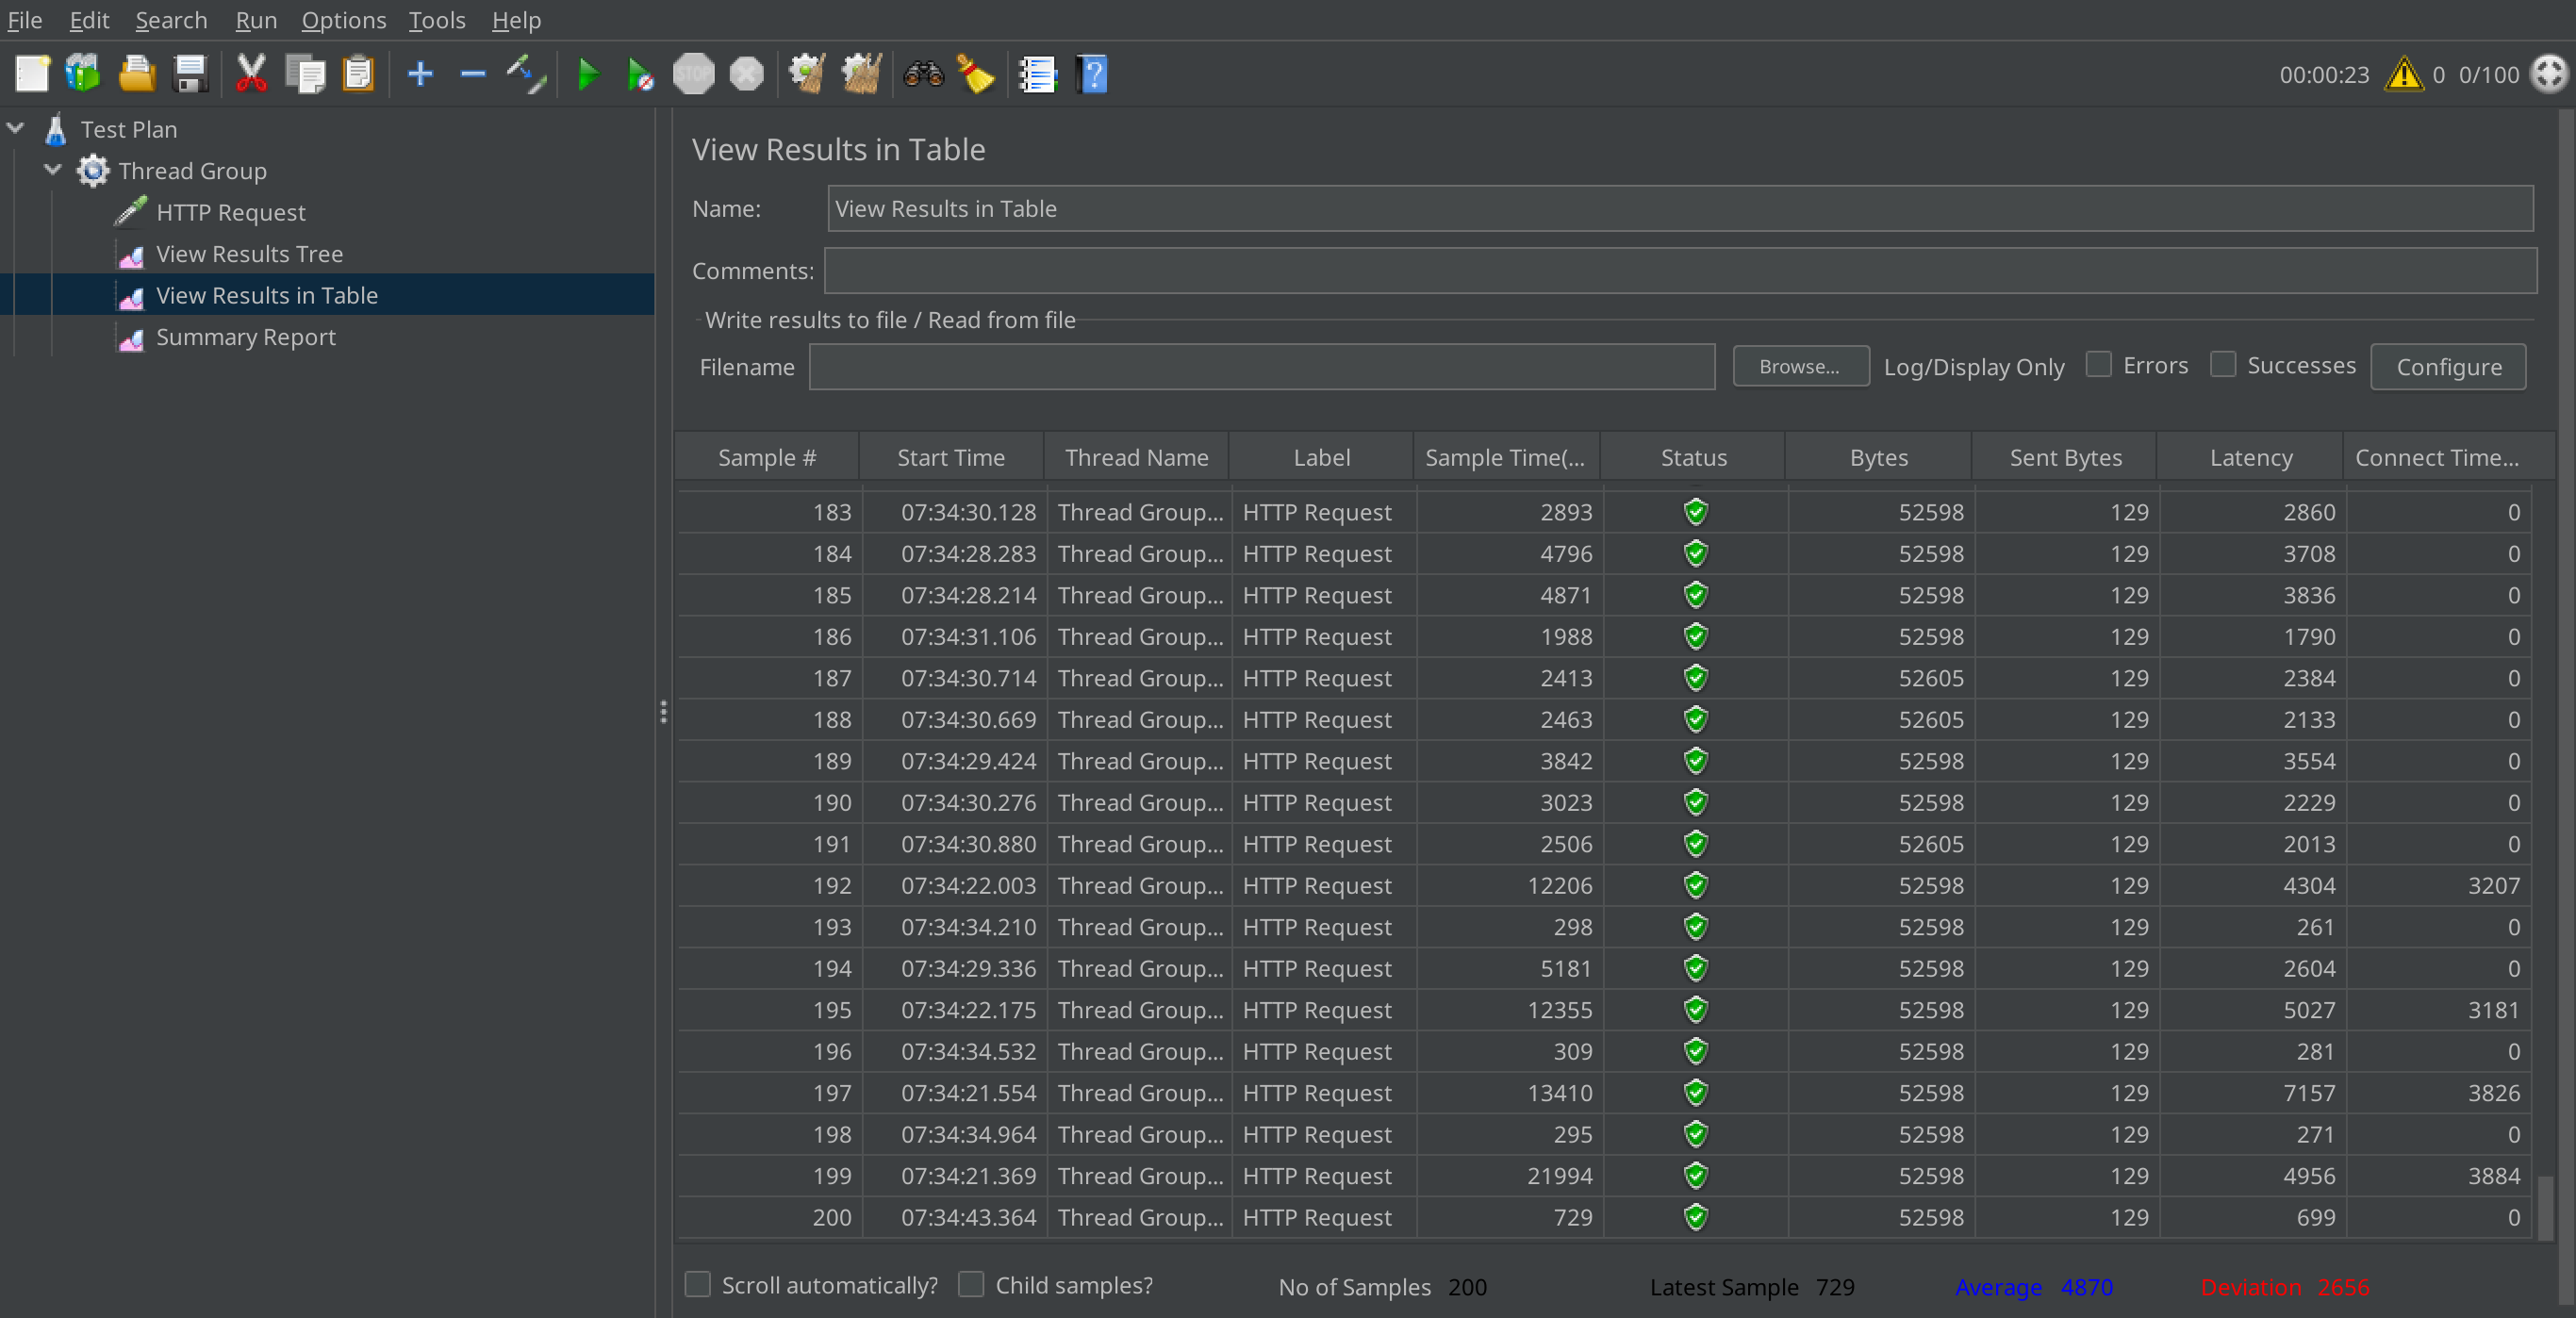 File Edit Search Run Options Tools Help
STOP
00:00:23 0 0/100
Test Plan
Thread Group
HTTP Request
View Results Tree
View Results in Table
Summary Report
View Results in Table
Name: View Results in Table
Comments:
Write results to file / Read from file
Filename Browse... Log/Display Only Errors Successes Configure
Sample # Start Time Thread Name Label Sample Time(... Status Bytes Sent Bytes Latency Connect Time...
183 07:34:30.128 Thread Group... HTTP Request 2893 52598 129 2860 0
184 07:34:28.283 Thread Group... HTTP Request 4796 52598 129 3708 0
185 07:34:28.214 Thread Group... HTTP Request 4871 52598 129 3836 0
186 07:34:31.106 Thread Group... HTTP Request 1988 52598 129 1790 0
187 07:34:30.714 Thread Group... HTTP Request 2413 52605 129 2384 0
188 07:34:30.669 Thread Group... HTTP Request 2463 52605 129 2133 0
189 07:34:29.424 Thread Group... HTTP Request 3842 52598 129 3554 0
190 07:34:30.276 Thread Group... HTTP Request 3023 52598 129 2229 0
191 07:34:30.880 Thread Group... HTTP Request 2506 52605 129 2013 0
192 07:34:22.003 Thread Group... HTTP Request 12206 52598 129 4304 3207
193 07:34:34.210 Thread Group... HTTP Request 298 52598 129 261 0
194 07:34:29.336 Thread Group... HTTP Request 5181 52598 129 2604 0
195 07:34:22.175 Thread Group... HTTP Request 12355 52598 129 5027 3181
196 07:34:34.532 Thread Group... HTTP Request 309 52598 129 281 0
197 07:34:21.554 Thread Group... HTTP Request 13410 52598 129 7157 3826
198 07:34:34.964 Thread Group... HTTP Request 295 52598 129 271 0
199 07:34:21.369 Thread Group... HTTP Request 21994 52598 129 4956 3884
200 07:34:43.364 Thread Group... HTTP Request 729 52598 129 699 0
Scroll automatically? Child samples? No of Samples 200 Latest Sample 729 Average 4870 Deviation 2656